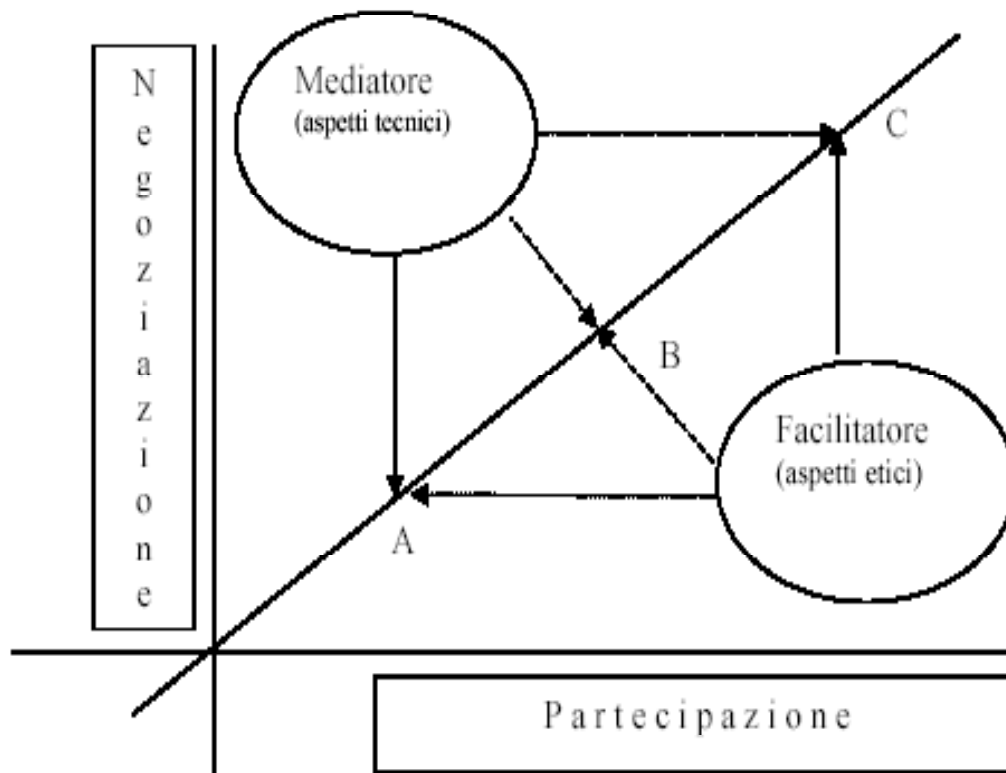 Negoziazione
Mediatore
(aspetti tecnici)
C
B
Facilitatore
(aspetti etici)
A
Partecipazione